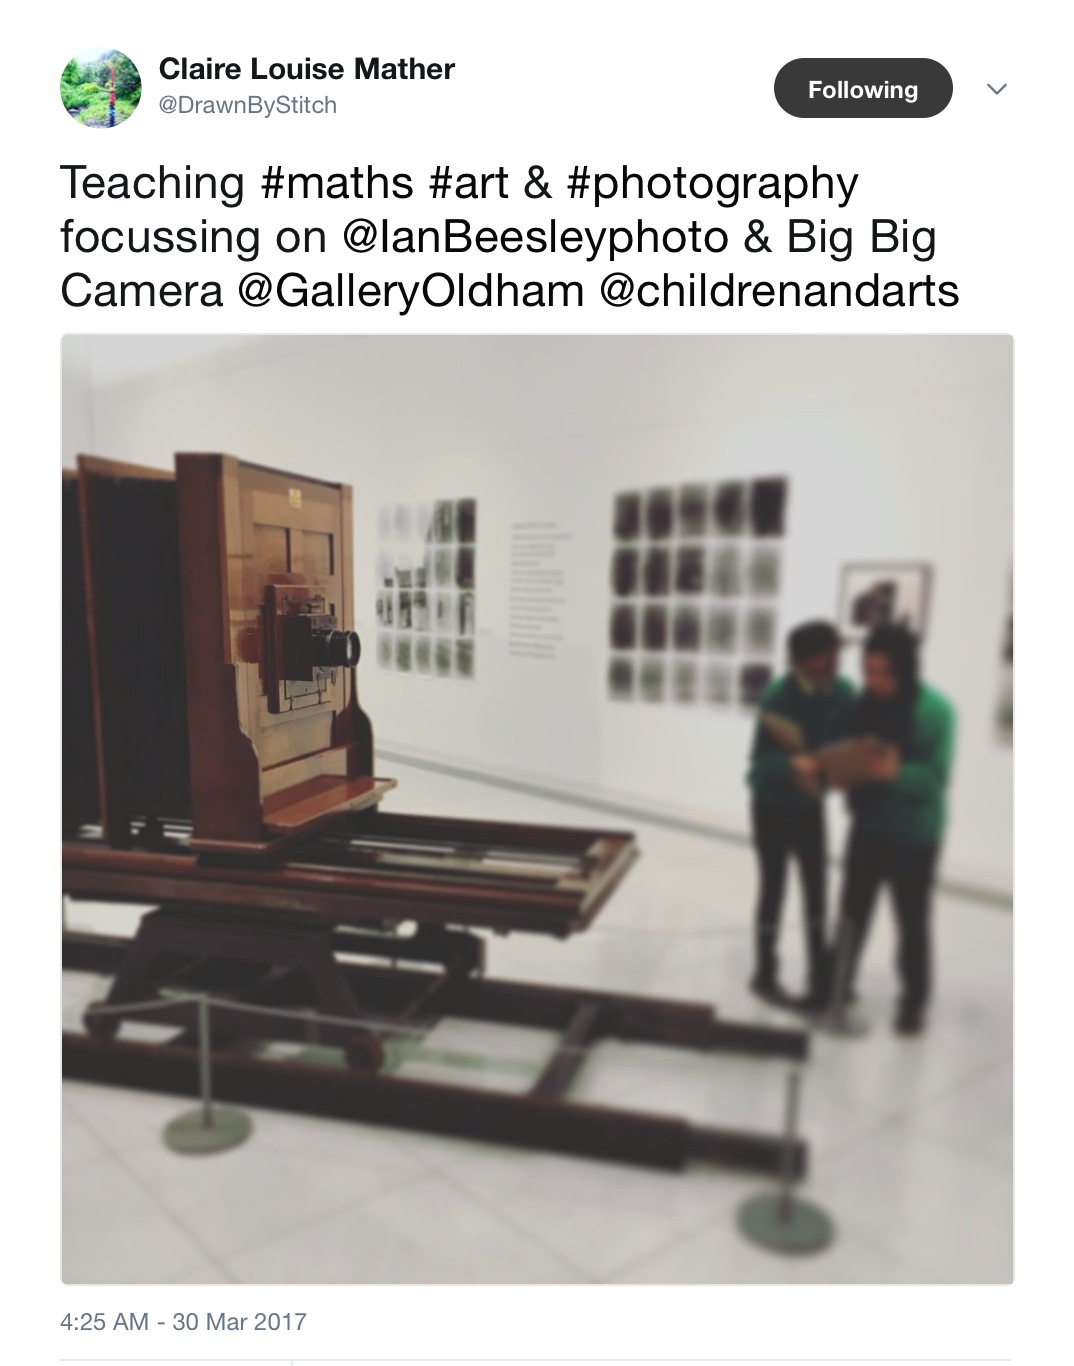 Claire Louise Mather
@DrawnByStitch
Following
Teaching #maths #art & #photography
focussing on @IanBeesleyphoto & Big Big
Camera @GalleryOldham @childrenandarts
4:25 AM - 30 Mar 2017